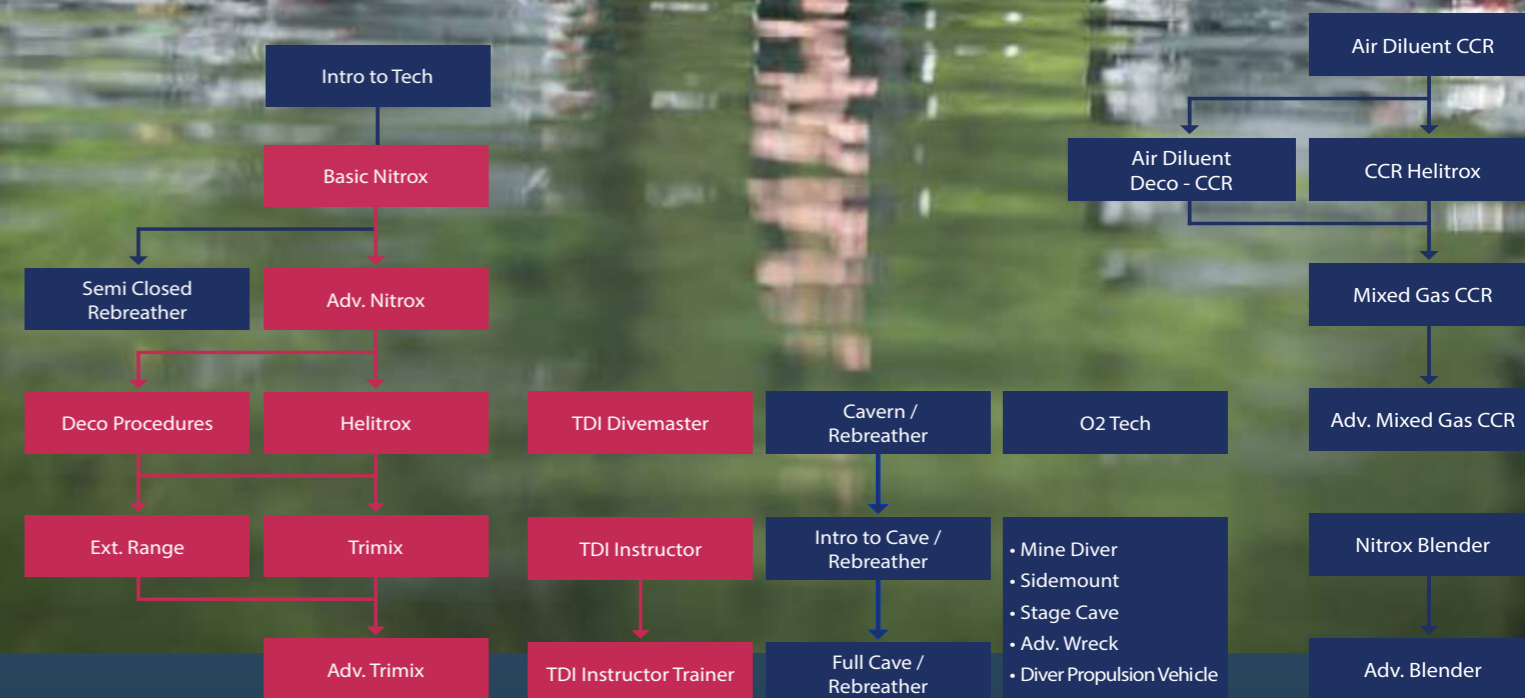 Intro to Tech
Basic Nitrox
Semi Closed
Rebreather
Adv. Nitrox
Deco Procedures
Helitrox
Ext. Range
Trimix
Adv. Trimix
TDI Divemaster
TDI Instructor
TDI Instructor Trainer
Cavern /
Rebreather
Intro to Cave /
Rebreather
Full Cave /
Rebreather
O2 Tech
• Mine Diver
• Sidemount
• Stage Cave
• Adv. Wreck
• Diver Propulsion Vehicle
Air Diluent CCR
Air Diluent
Deco - CCR
CCR Helitrox
Mixed Gas CCR
Adv. Mixed Gas CCR
Nitrox Blender
Adv. Blender